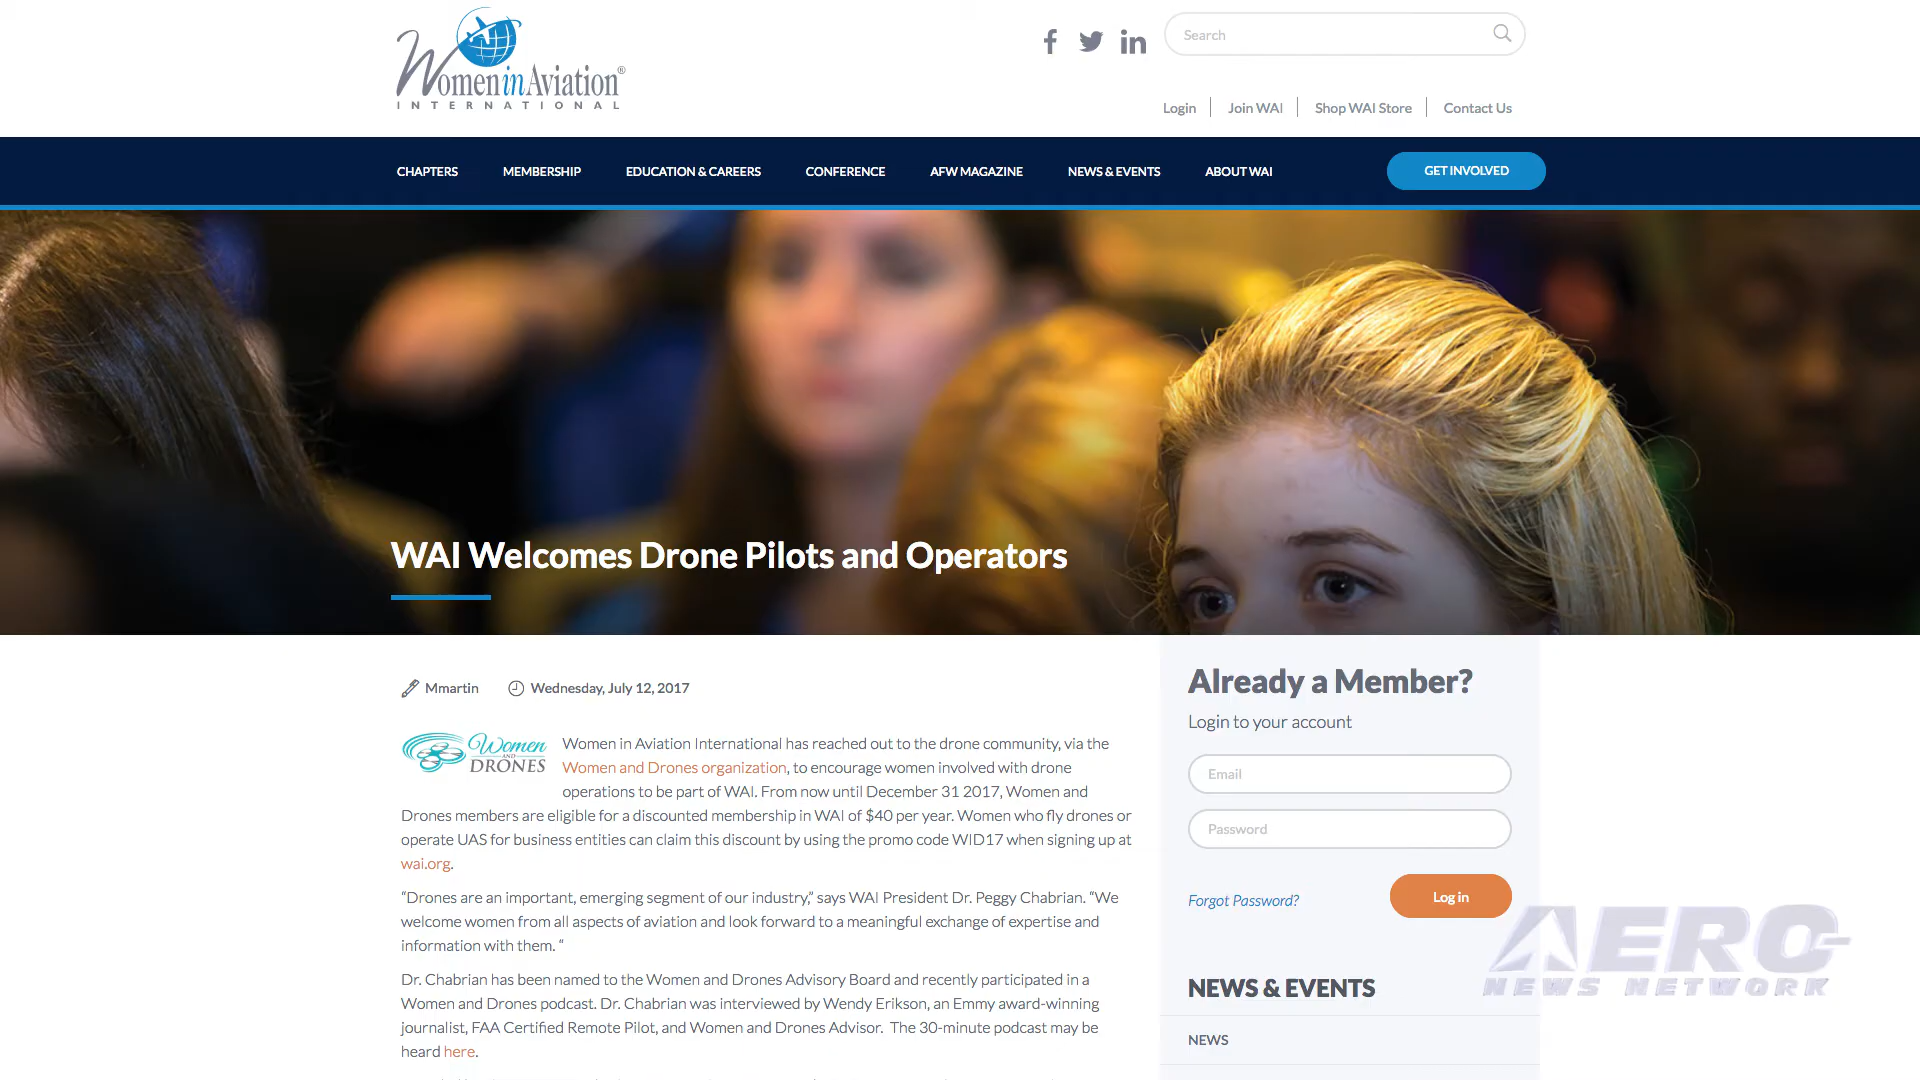 Women in Aviation®
INTERNATIONAL
Search
Login
Join WAI
Shop WAI Store
Contact Us
CHAPTERS
MEMBERSHIP
EDUCATION & CAREERS
CONFERENCE
AFW MAGAZINE
NEWS & EVENTS
ABOUT WAI
GET INVOLVED
WAI Welcomes Drone Pilots and Operators
Mmartin
Wednesday, July 12, 2017
Women
AND
DRONES
Women in Aviation International has reached out to the drone community, via the
Women and Drones organization, to encourage women involved with drone
operations to be part of WAI. From now until December 31 2017, Women and
Drones members are eligible for a discounted membership in WAI of $40 per year. Women who fly drones or
operate UAS for business entities can claim this discount by using the promo code WID17 when signing up at
wai.org.
“Drones are an important, emerging segment of our industry,” says WAI President Dr. Peggy Chabrian. “We
welcome women from all aspects of aviation and look forward to a meaningful exchange of expertise and
information with them. “
Dr. Chabrian has been named to the Women and Drones Advisory Board and recently participated in a
Women and Drones podcast. Dr. Chabrian was interviewed by Wendy Erikson, an Emmy award-winning
journalist, FAA Certified Remote Pilot, and Women and Drones Advisor.  The 30-minute podcast may be
heard here.
Already a Member?
Login to your account
Email
Password
Forgot Password?
Log in
NEWS & EVENTS
NEWS
AERO
NEWS NETWORK